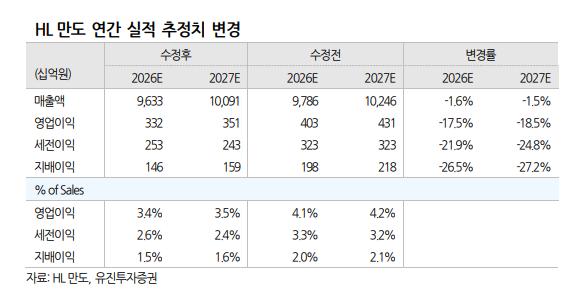 HL 만도 연간 실적 추정치 변경
(십억원) 수정후 수정전 변경률
2026E 2027E 2026E 2027E 2026E 2027E
매출액 9,633 10,091 9,786 10,246 -1.6% -1.5%
영업이익 332 351 403 431 -17.5% -18.5%
세전이익 253 243 323 323 -21.9% -24.8%
지배이익 146 159 198 218 -26.5% -27.2%
% of Sales
영업이익 3.4% 3.5% 4.1% 4.2%
세전이익 2.6% 2.4% 3.3% 3.2%
지배이익 1.5% 1.6% 2.0% 2.1%
자료: HL 만도, 유진투자증권